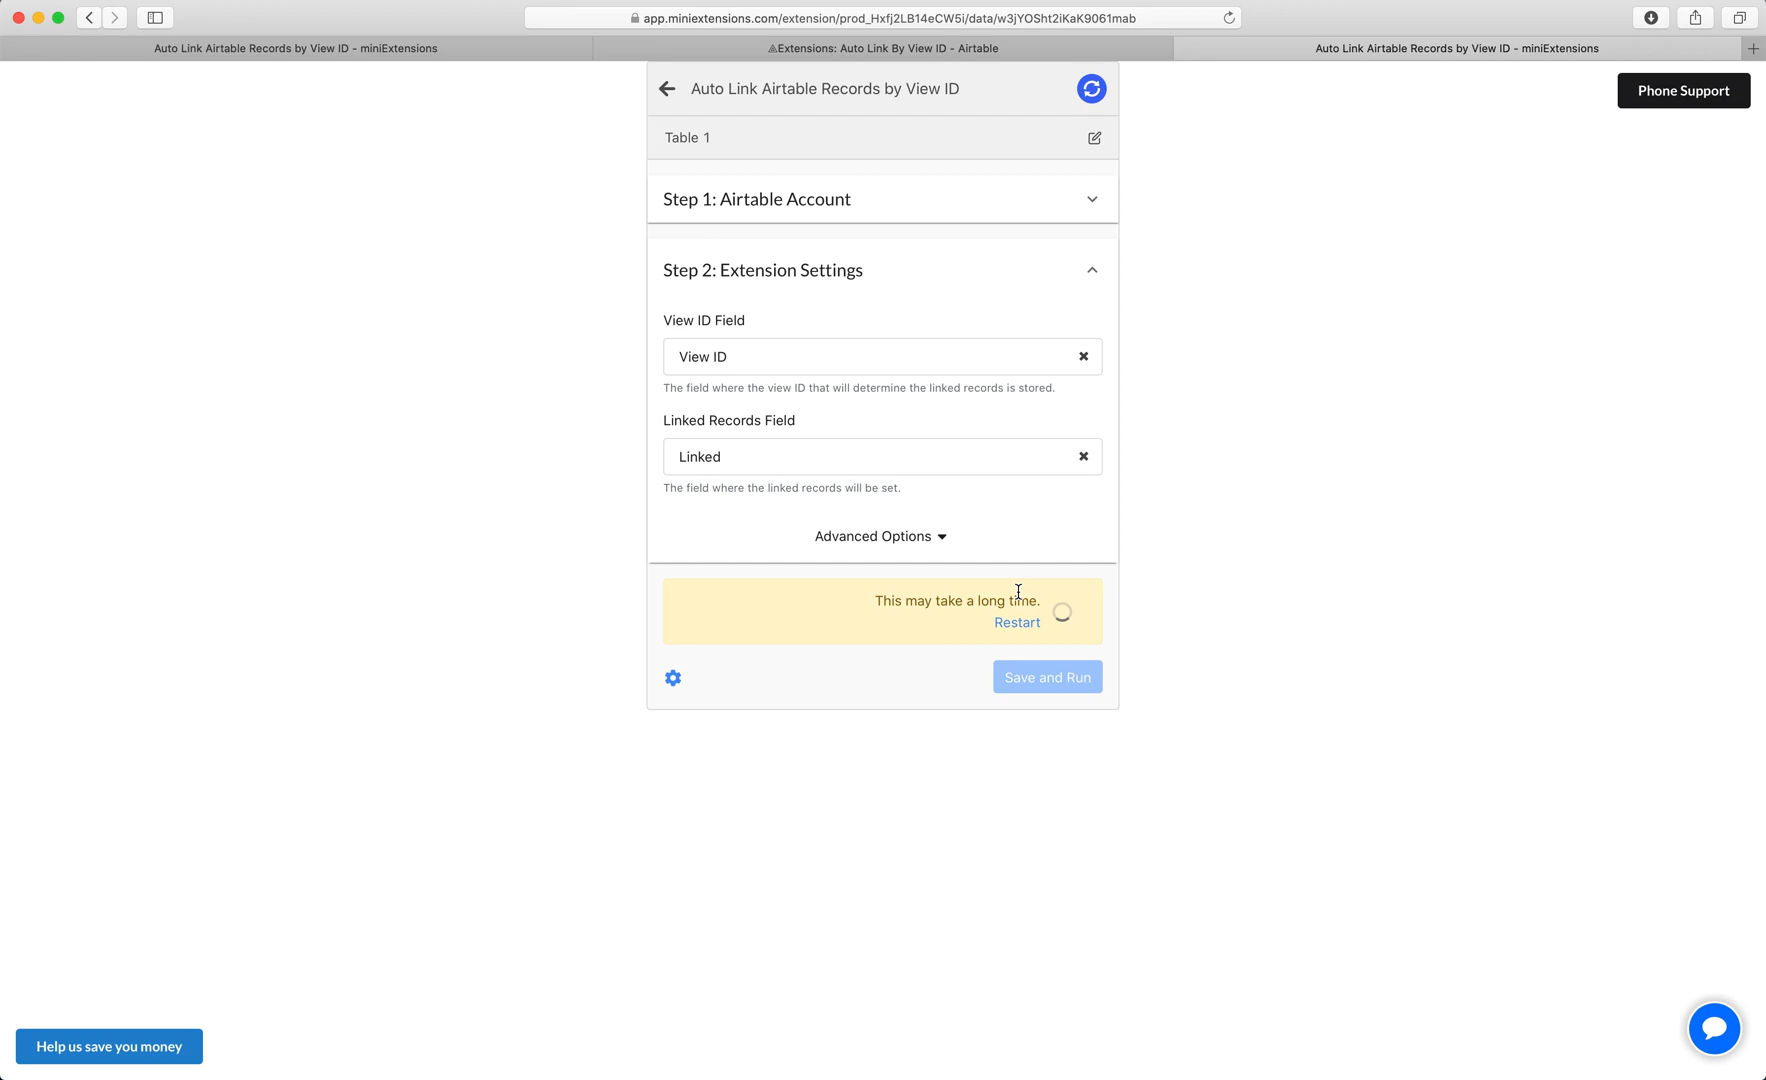 app.miniextensions.com/extension/prod_Hxfj2LB14eCW5i/data/w3jYOSht2iKaK9061mab
Auto Link Airtable Records by View ID - miniExtensions
Extensions: Auto Link By View ID - Airtable
Auto Link Airtable Records by View ID - miniExtensions
Auto Link Airtable Records by View ID
Phone Support
Table 1
Step 1: Airtable Account
Step 2: Extension Settings
View ID Field
View ID
The field where the view ID that will determine the linked records is stored.
Linked Records Field
Linked
The field where the linked records will be set.
Advanced Options
This may take a long time.
Restart
Save and Run
Help us save you money